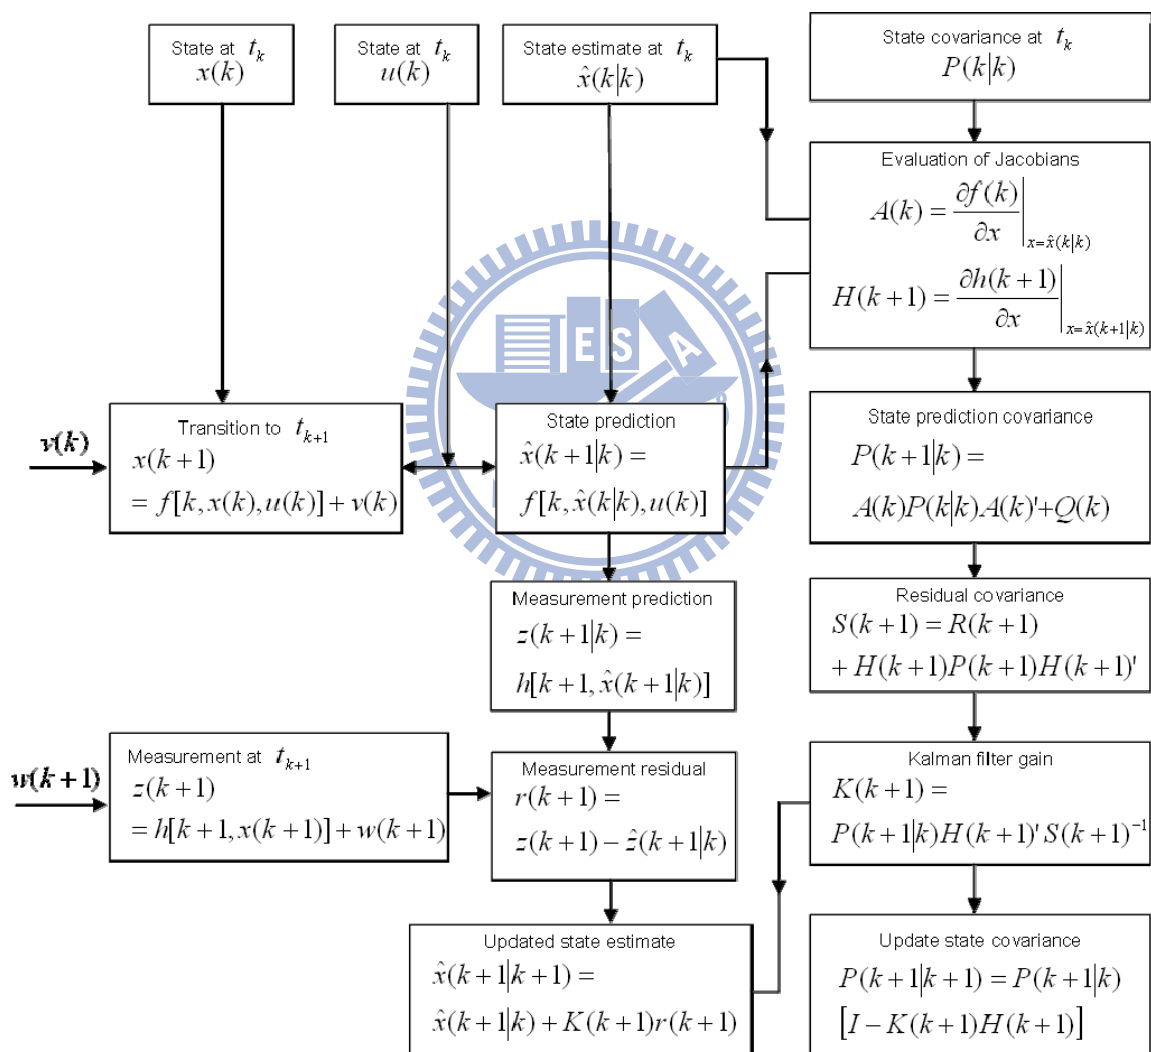 State at t_k
x(k)
State at t_k
u(k)
State estimate at t_k
x̂(k|k)
State covariance at t_k
P(k|k)
Evaluation of Jacobians
A(k) = ∂f(k)/∂x |x=x̂(k|k)
H(k+1) = ∂h(k+1)/∂x |x=x̂(k+1|k)
ESA
v(k)
Transition to t_{k+1}
x(k+1)
= f[k, x(k), u(k)] + v(k)
State prediction
x̂(k+1|k) =
f[k, x̂(k|k), u(k)]
State prediction covariance
P(k+1|k) =
A(k)P(k|k)A(k)'+Q(k)
Measurement prediction
z(k+1|k) =
h[k+1, x̂(k+1|k)]
Residual covariance
S(k+1) = R(k+1)
+ H(k+1)P(k+1)H(k+1)'
w(k+1)
Measurement at t_{k+1}
z(k+1)
= h[k+1, x(k+1)] + w(k+1)
Measurement residual
r(k+1) =
z(k+1) − ẑ(k+1|k)
Kalman filter gain
K(k+1) =
P(k+1|k)H(k+1)' S(k+1)⁻¹
Updated state estimate
x̂(k+1|k+1) =
x̂(k+1|k) + K(k+1)r(k+1)
Update state covariance
P(k+1|k+1) = P(k+1|k)
[I − K(k+1)H(k+1)]